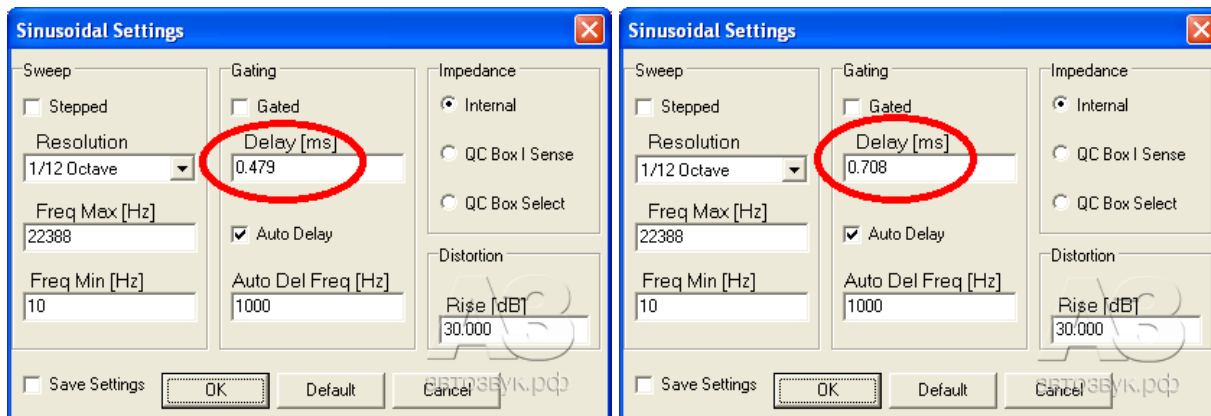 Sinusoidal Settings
Sweep
Stepped
Resolution
1/12 Octave
Freq Max [Hz]
22388
Freq Min [Hz]
10
Gating
Gated
Delay [ms]
0.479
Auto Delay
Auto Del Freq [Hz]
1000
Impedance
Internal
QC Box I Sense
QC Box Select
Distortion
Rise [dB]
30.000
Save Settings
OK
Default
Cancel
АЗ
автозвук.рф
Sinusoidal Settings
Sweep
Stepped
Resolution
1/12 Octave
Freq Max [Hz]
22388
Freq Min [Hz]
10
Gating
Gated
Delay [ms]
0.708
Auto Delay
Auto Del Freq [Hz]
1000
Impedance
Internal
QC Box I Sense
QC Box Select
Distortion
Rise [dB]
30.000
Save Settings
OK
Default
Cancel
АЗ
автозвук.рф